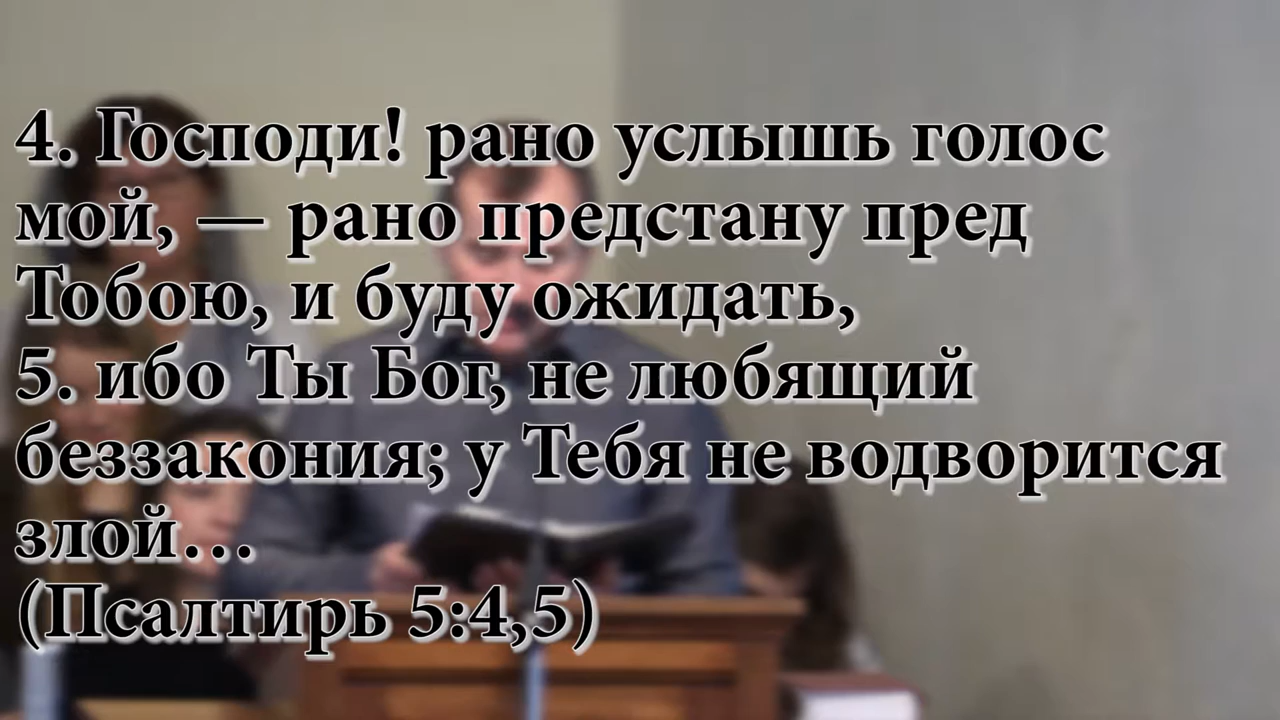 4. Господи! рано услышь голос
мой, — рано предстану пред
Тобою, и буду ожидать,
5. ибо Ты Бог, не любящий
беззакония; у Тебя не водворится
злой…
(Псалтирь 5:4,5)